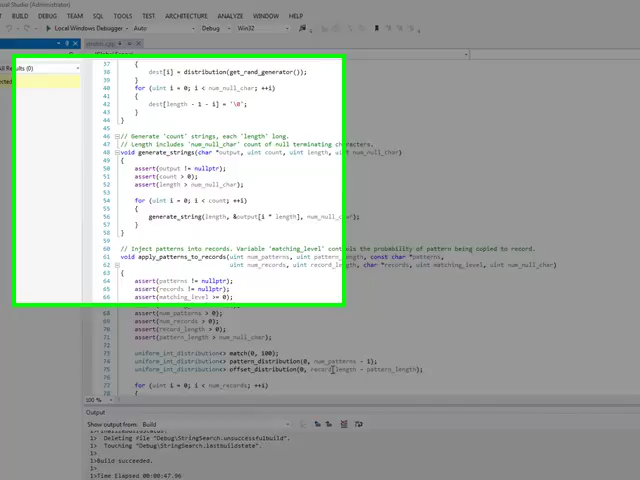 Visual Studio (Administrator)
BUILD DEBUG TEAM SQL TOOLS TEST ARCHITECTURE ANALYZE WINDOW HELP
Local Windows Debugger Auto Debug Win32
All Results (0)
37 {
38 dest[i] = distribution(get_rand_generator());
39 }
40 for (uint i = 0; i < num_null_char; ++i)
41 {
42 dest[length - 1 - i] = '\0';
43 }
44 }
45
46 // Generate 'count' strings, each 'length' long.
47 // Length includes 'num_null_char' count of null terminating characters.
48 void generate_strings(char *output, uint count, uint length, uint num_null_char)
49 {
50 assert(output != nullptr);
51 assert(count > 0);
52 assert(length > num_null_char);
53
54 for (uint i = 0; i < count; ++i)
55 {
56 generate_string(length, &output[i * length], num_null_char);
57 }
58 }
59
60 // Inject patterns into records. Variable 'matching_level' controls the probability of pattern being copied to record.
61 void apply_patterns_to_records(uint num_patterns, uint pattern_length, const char *patterns,
62 uint num_records, uint record_length, char *records, uint matching_level, uint num_null_char)
63 {
64 assert(patterns != nullptr);
65 assert(records != nullptr);
66 assert(matching_level >= 0);
68 assert(num_patterns > 0);
69 assert(num_records > 0);
70 assert(record_length > 0);
71 assert(pattern_length > num_null_char);
72
73 uniform_int_distribution<> match(0, 100);
74 uniform_int_distribution<> pattern_distribution(0, num_patterns - 1);
75 uniform_int_distribution<> offset_distribution(0, record_length - pattern_length);
76
77 for (uint i = 0; i < num_records; ++i)
78 {
100 %
Output
Show output from: Build
1> Deleting file "Debug\StringSearch.unsuccessfulbuild".
1> Touching "Debug\StringSearch.lastbuildstate".
1>
1>Build succeeded.
1>
1>Time Elapsed 00:00:47.96